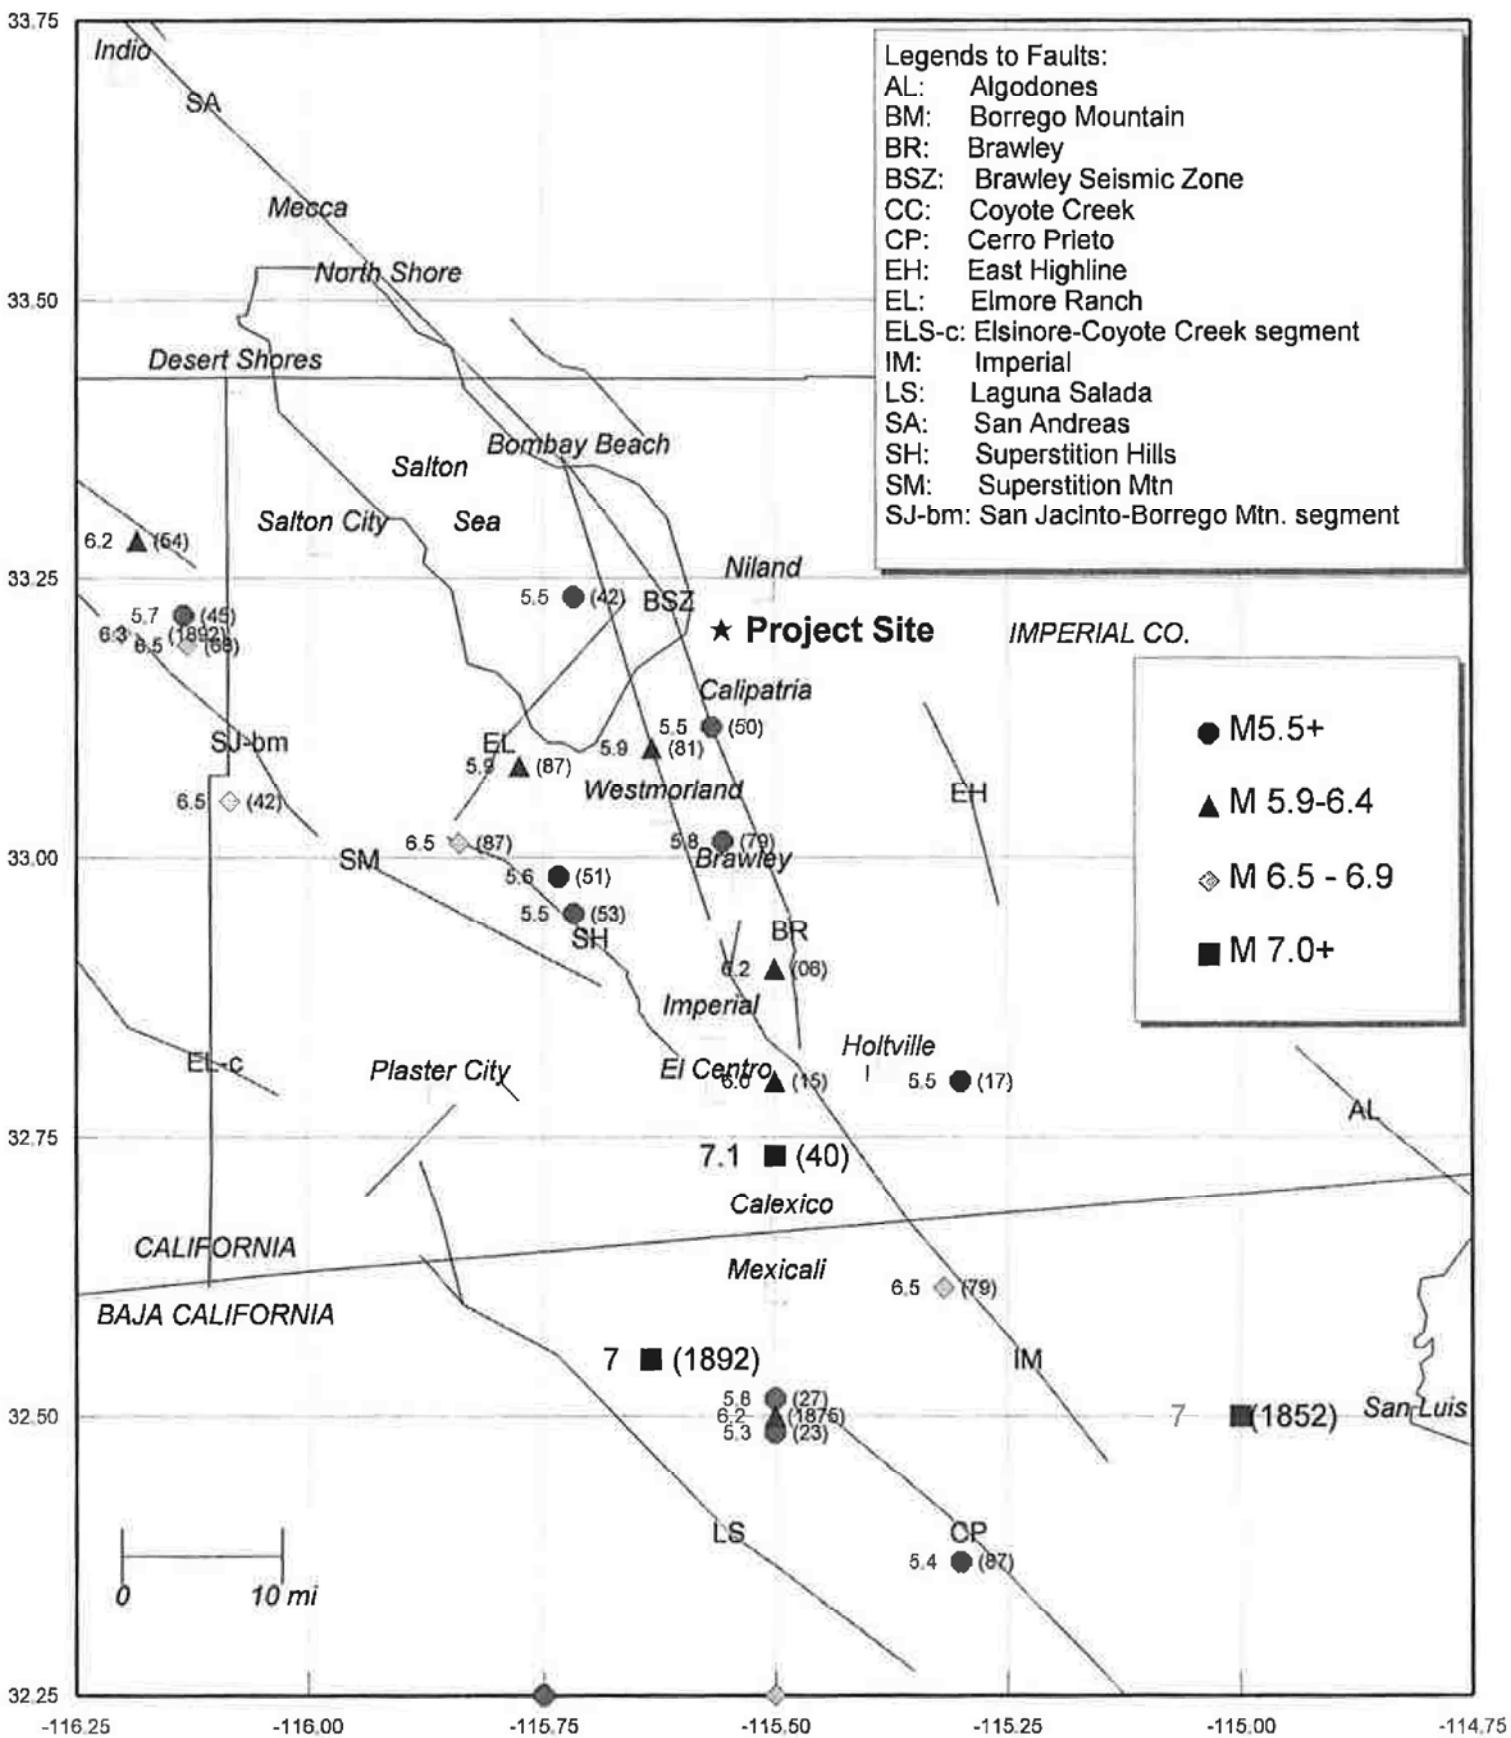 33.75
Indio
SA
Mecca
North Shore
33.50
Desert Shores
Bombay Beach
Salton
Salton City
Sea
6.2 (54)
33.25
Niland
5.5 (42)
BSZ
5.7 (45)
6.3 (1892)
6.5 (68)
Project Site
IMPERIAL CO.
Calipatria
5.5 (50)
SJ-bm
EL
5.9 (81)
5.9 (87)
Westmorland
EH
6.5 (42)
6.5 (87)
5.8 (79)
33.00
SM
Brawley
5.6 (51)
5.5 (53)
SH
BR
6.2 (06)
Imperial
Holtville
EL-c
Plaster City
El Centro
6.0 (15)
5.5 (17)
AL
32.75
7.1 (40)
Calexico
CALIFORNIA
Mexicali
6.5 (79)
BAJA CALIFORNIA
7 (1892)
IM
5.8 (27)
6.2 (1875)
5.3 (23)
32.50
7 (1852)
San Luis
LS
CP
5.4 (87)
0 10 mi
32.25
-116.25 -116.00 -115.75 -115.50 -115.25 -115.00 -114.75
Legends to Faults:
AL: Algodones
BM: Borrego Mountain
BR: Brawley
BSZ: Brawley Seismic Zone
CC: Coyote Creek
CP: Cerro Prieto
EH: East Highline
EL: Elmore Ranch
ELS-c: Elsinore-Coyote Creek segment
IM: Imperial
LS: Laguna Salada
SA: San Andreas
SH: Superstition Hills
SM: Superstition Mtn
SJ-bm: San Jacinto-Borrego Mtn. segment
M5.5+
M 5.9-6.4
M 6.5 - 6.9
M 7.0+